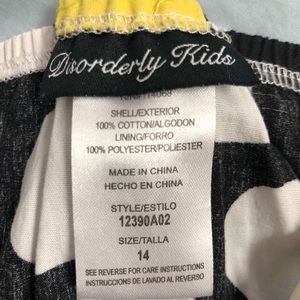 Disorderly Kids
SHELL/EXTERIOR
100% COTTON/ALGODON
LINING/FORRO
100% POLYESTER/POLIESTER
MADE IN CHINA
HECHO EN CHINA
STYLE/ESTILO
12390A02
SIZE/TALLA
14
SEE REVERSE FOR CARE INSTRUCTIONS
INSTRUCCIONES DE LAVADO AL REVERSO